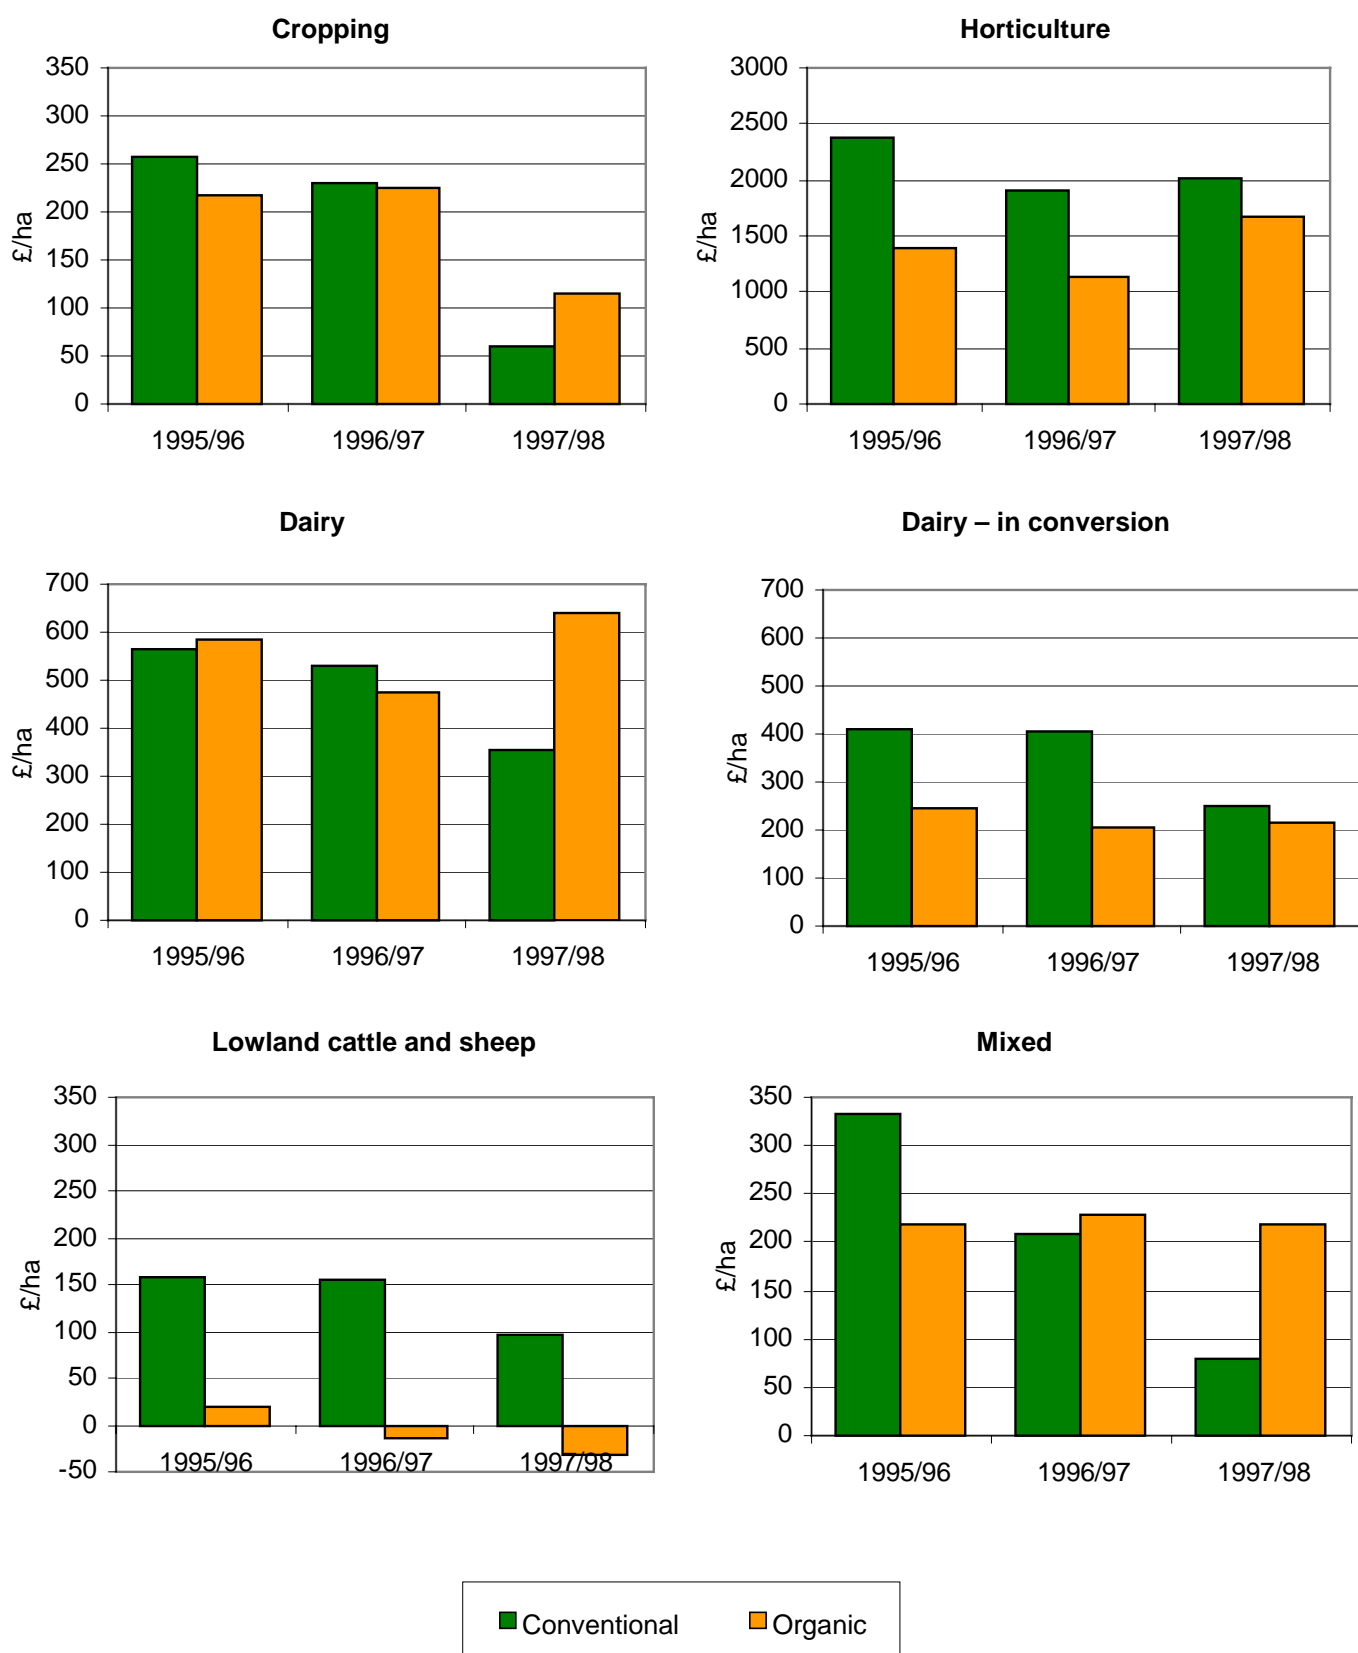 Cropping
350
300
250
200
150
100
50
0
£/ha
1995/96 1996/97 1997/98
Horticulture
3000
2500
2000
1500
1000
500
0
£/ha
1995/96 1996/97 1997/98
Dairy
700
600
500
400
300
200
100
0
£/ha
1995/96 1996/97 1997/98
Dairy – in conversion
700
600
500
400
300
200
100
0
£/ha
1995/96 1996/97 1997/98
Lowland cattle and sheep
350
300
250
200
150
100
50
0
-50
£/ha
1995/96 1996/97 1997/98
Mixed
350
300
250
200
150
100
50
0
£/ha
1995/96 1996/97 1997/98
Conventional Organic